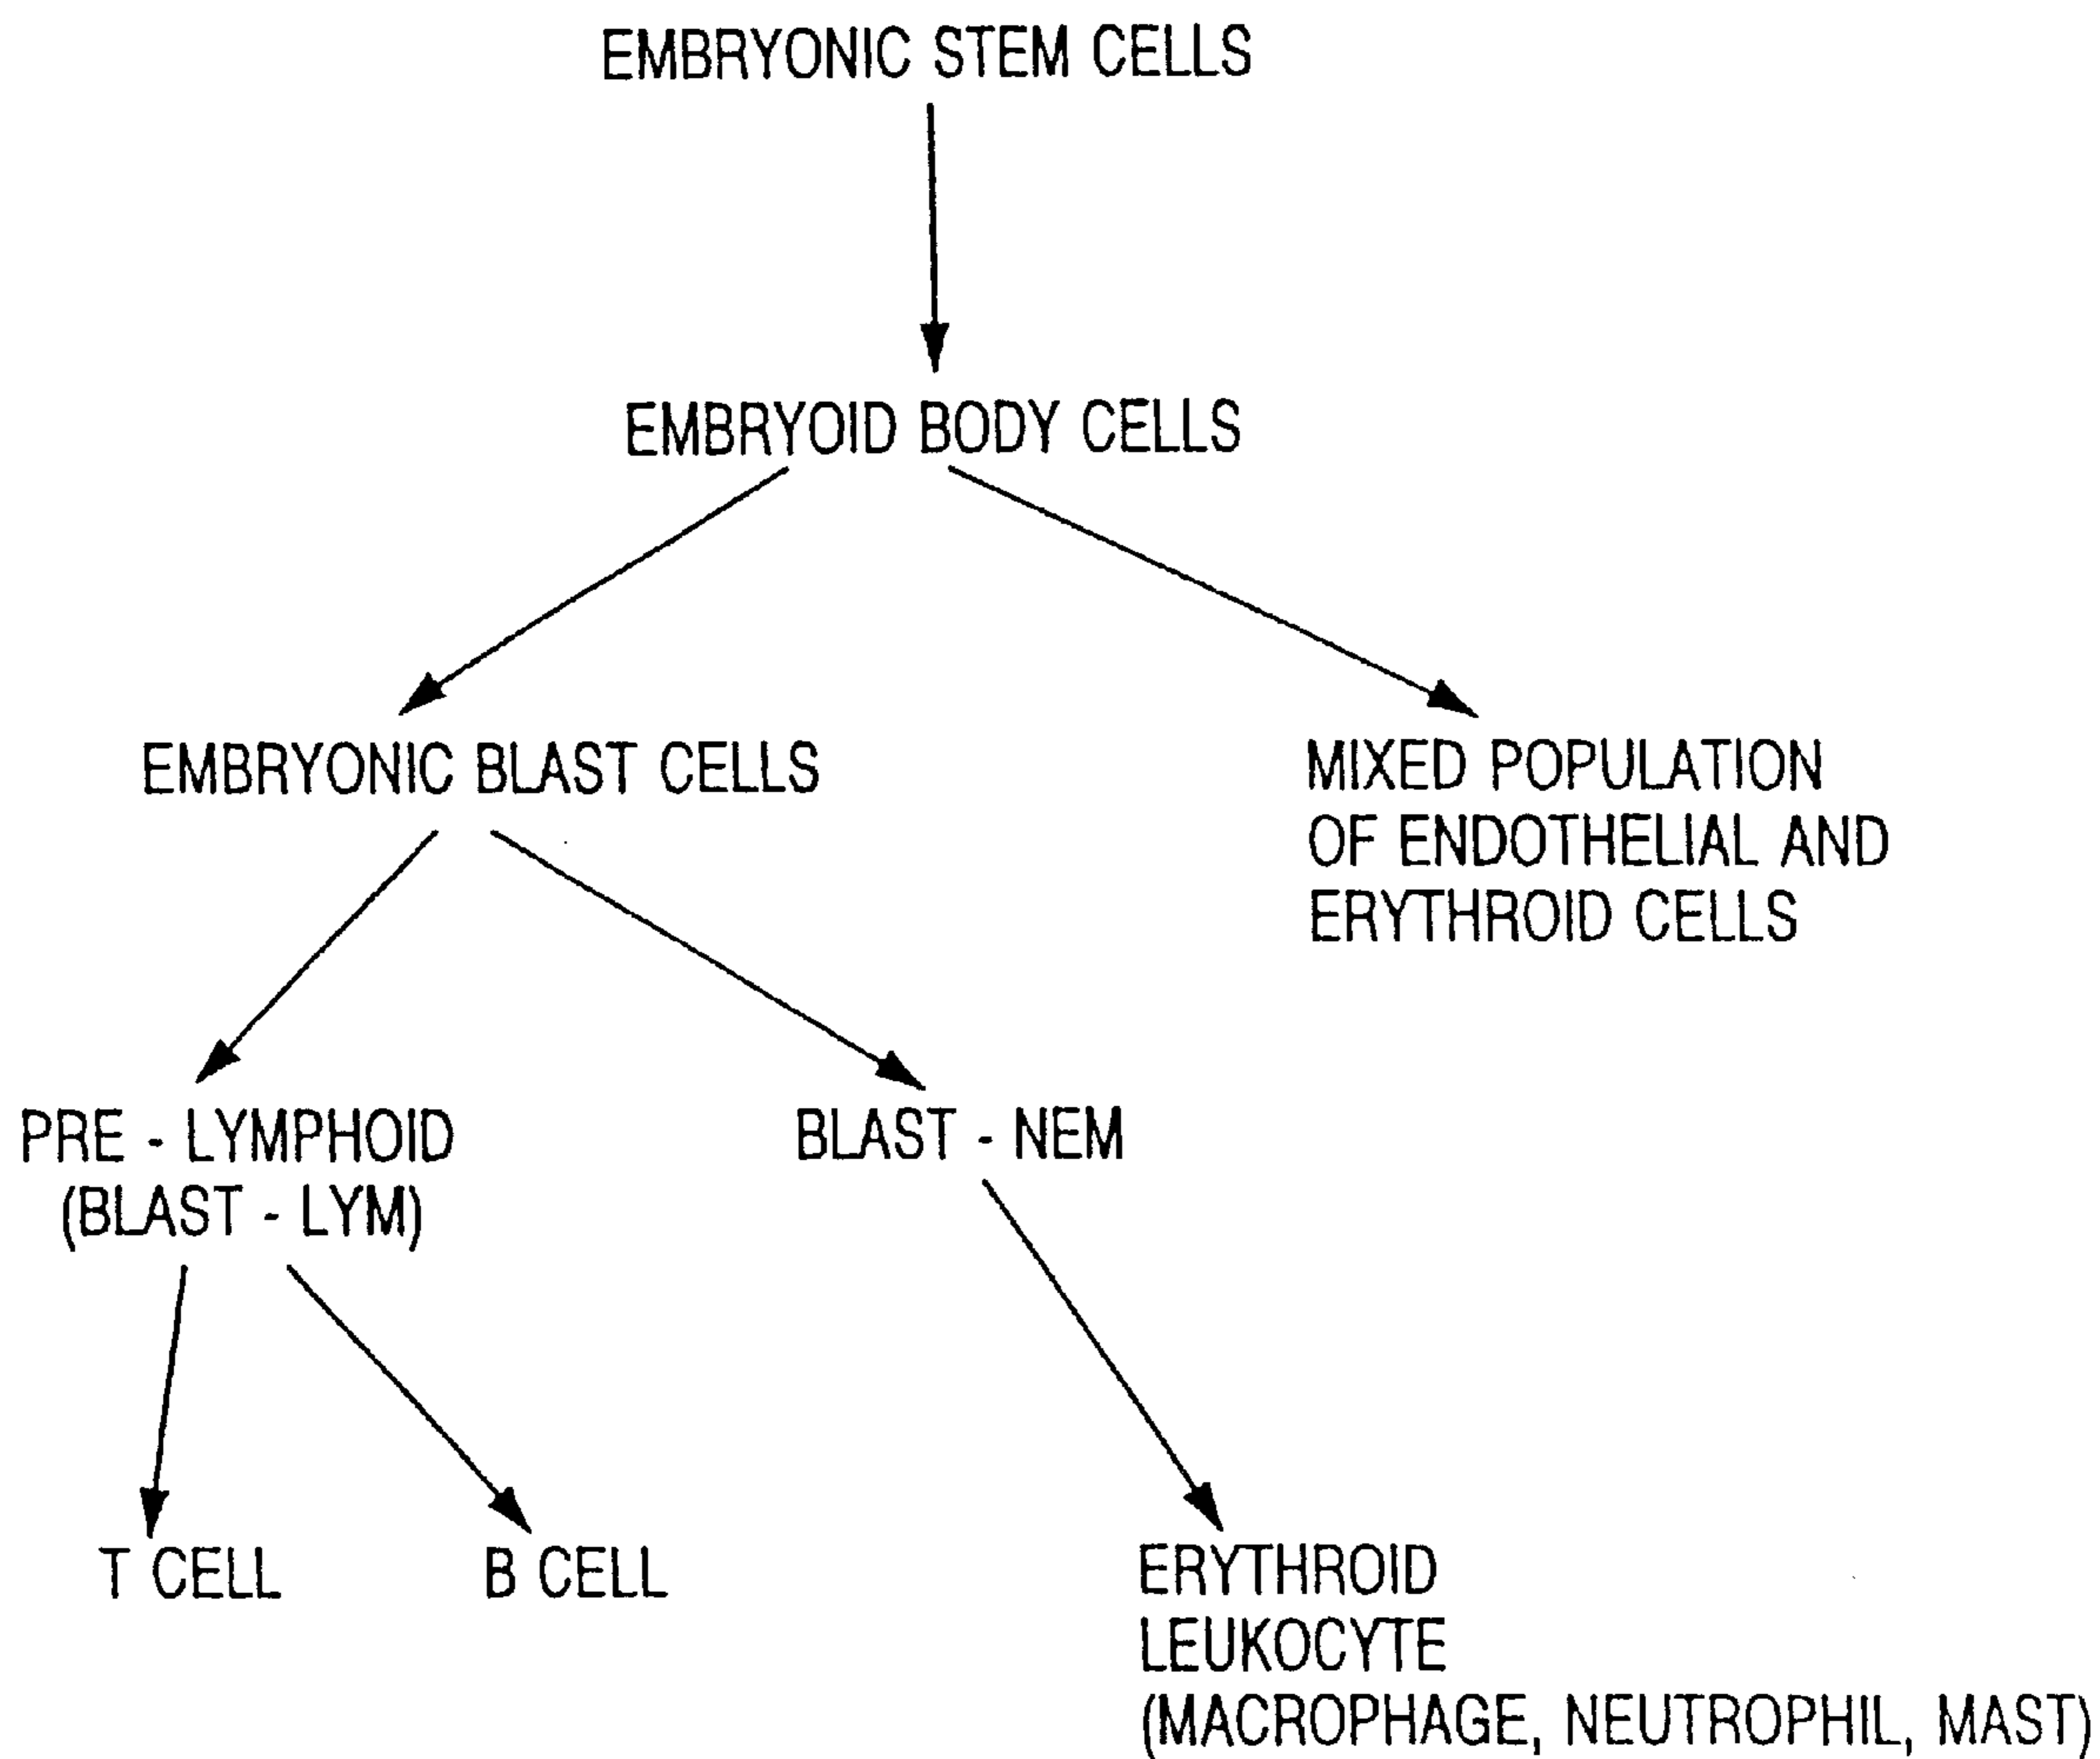 EMBRYONIC STEM CELLS
EMBRYOID BODY CELLS
EMBRYONIC BLAST CELLS
MIXED POPULATION
OF ENDOTHELIAL AND
ERYTHROID CELLS
PRE - LYMPHOID
(BLAST - LYM)
BLAST - NEM
T CELL
B CELL
ERYTHROID
LEUKOCYTE
(MACROPHAGE, NEUTROPHIL, MAST)